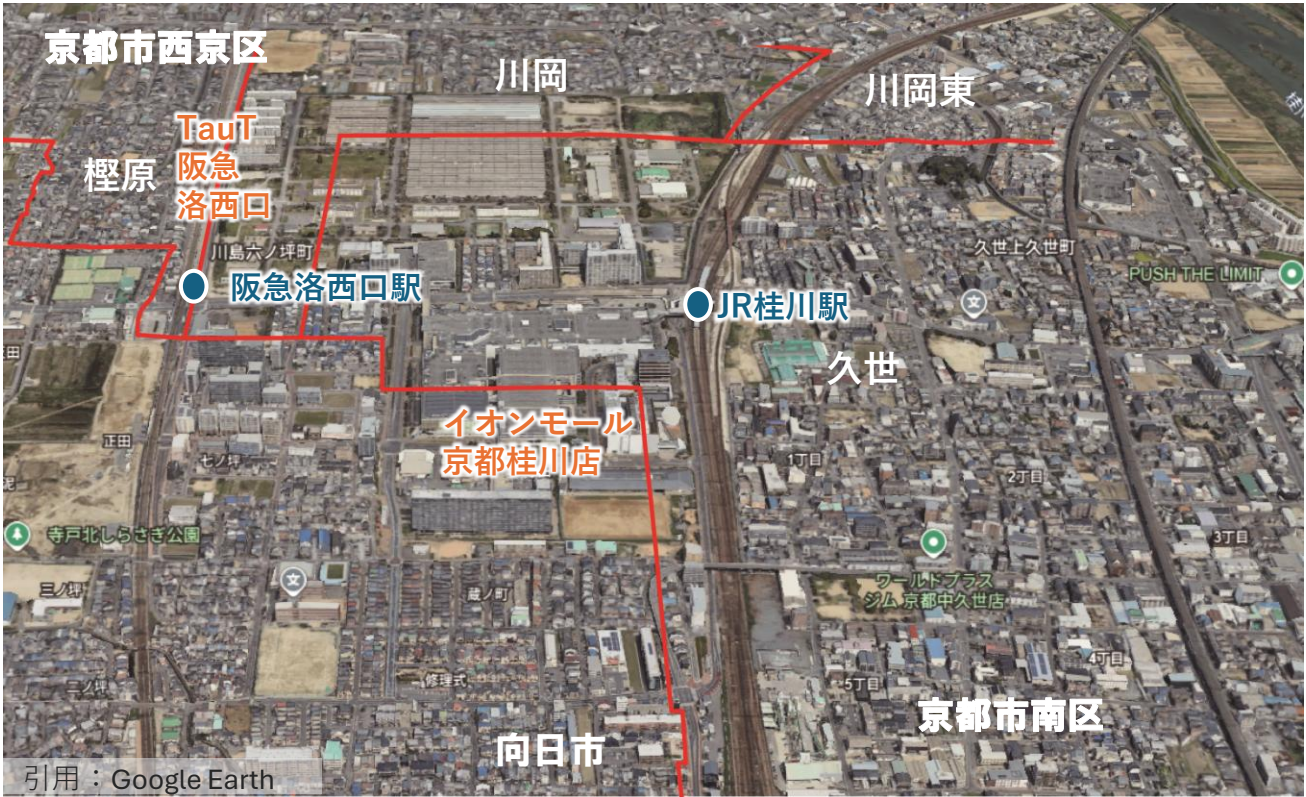 京都市西京区
川岡
川岡東
TauT
阪急
洛西口
樫原
川島六ノ坪町
久世上久世町
PUSH THE LIMIT
阪急洛西口駅
JR桂川駅
文
久世
イオンモール
京都桂川店
正田
七ノ坪
1丁目
2丁目
3丁目
寺戸北しらさぎ公園
文
三ノ坪
蔵ノ町
ワールドプラス
ジム 京都中久世店
4丁目
5丁目
二ノ坪
修理式
京都市南区
向日市
引用：Google Earth